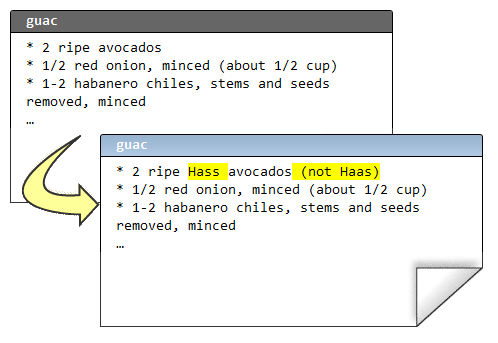 guac
* 2 ripe avocados
* 1/2 red onion, minced (about 1/2 cup)
* 1-2 habanero chiles, stems and seeds
removed, minced
…
guac
* 2 ripe Hass avocados (not Haas)
* 1/2 red onion, minced (about 1/2 cup)
* 1-2 habanero chiles, stems and seeds
removed, minced
…